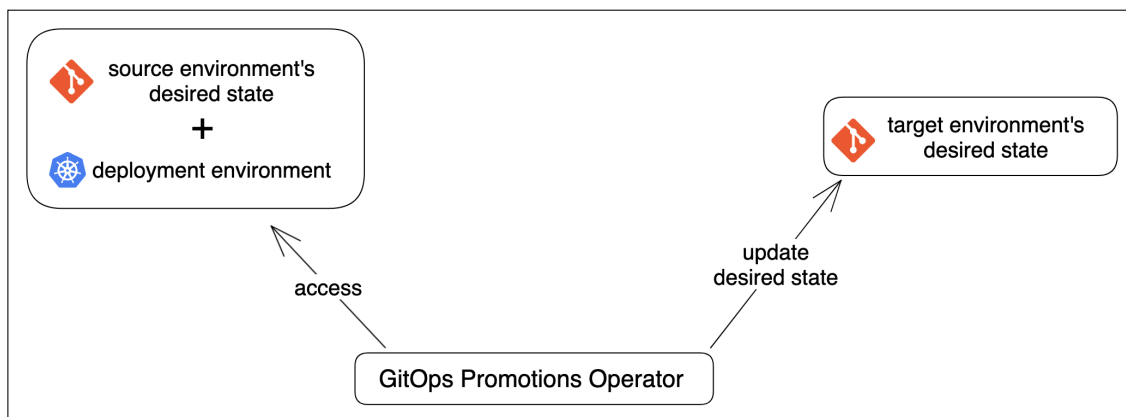 source environment's
desired state
+
deployment environment
target environment's
desired state
access
update
desired state
GitOps Promotions Operator